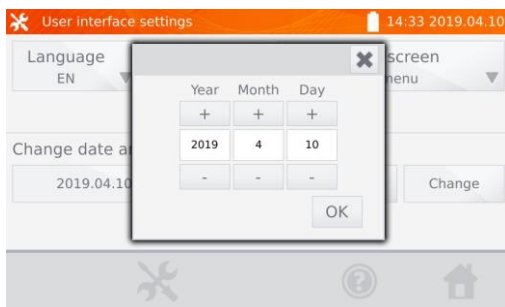 User interface settings
14:33 2019.04.10
Language
screen
EN
menu
Year Month Day
+ + +
2019 4 10
- - -
Change date a
2019.04.10
Change
OK